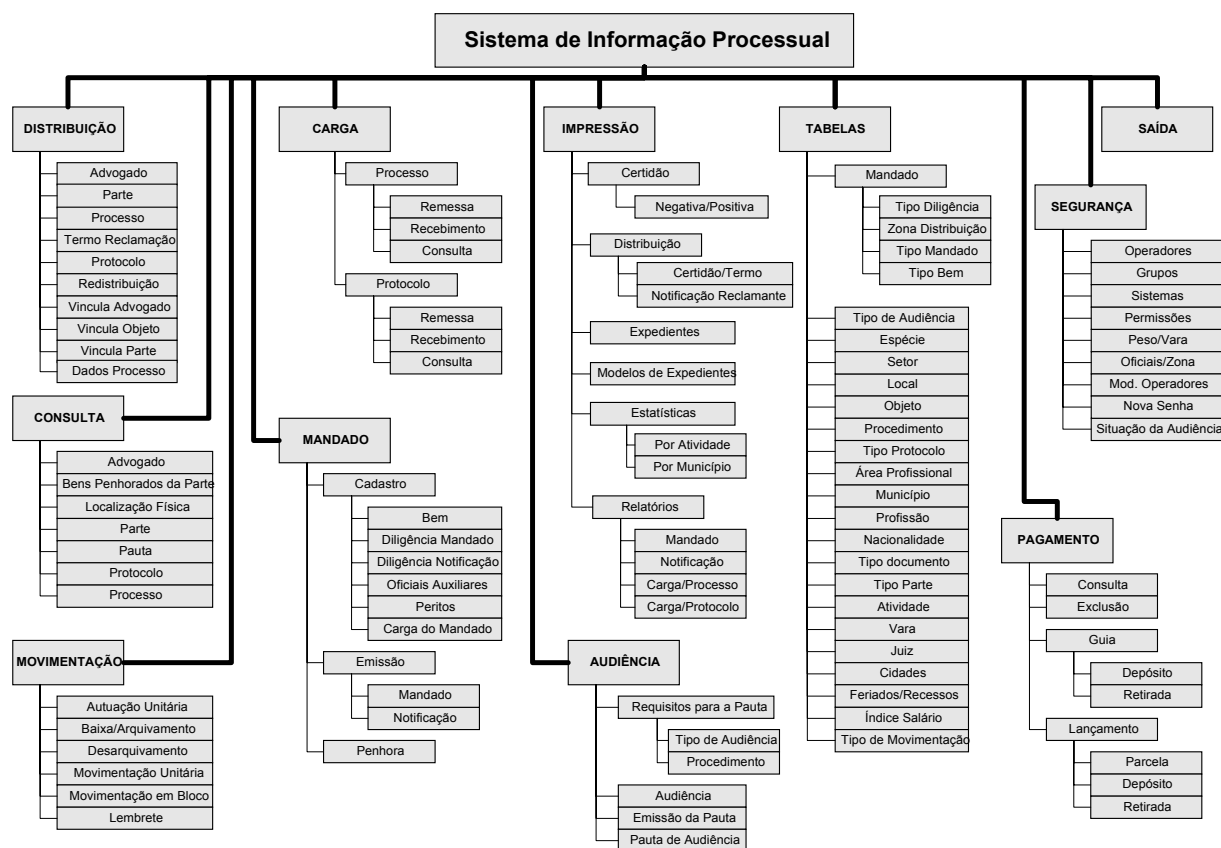 Sistema de Informação Processual
DISTRIBUIÇÃO
Advogado
Parte
Processo
Termo Reclamação
Protocolo
Redistribuição
Vincula Advogado
Vincula Objeto
Vincula Parte
Dados Processo
CONSULTA
Advogado
Bens Penhorados da Parte
Localização Física
Parte
Pauta
Protocolo
Processo
MOVIMENTAÇÃO
Autuação Unitária
Baixa/Arquivamento
Desarquivamento
Movimentação Unitária
Movimentação em Bloco
Lembrete
CARGA
Processo
Remessa
Recebimento
Consulta
Protocolo
Remessa
Recebimento
Consulta
MANDADO
Cadastro
Bem
Diligência Mandado
Diligência Notificação
Oficiais Auxiliares
Peritos
Carga do Mandado
Emissão
Mandado
Notificação
Penhora
IMPRESSÃO
Certidão
Negativa/Positiva
Distribuição
Certidão/Termo
Notificação Reclamante
Expedientes
Modelos de Expedientes
Estatísticas
Por Atividade
Por Município
Relatórios
Mandado
Notificação
Carga/Processo
Carga/Protocolo
AUDIÊNCIA
Requisitos para a Pauta
Tipo de Audiência
Procedimento
Audiência
Emissão da Pauta
Pauta de Audiência
TABELAS
Mandado
Tipo Diligência
Zona Distribuição
Tipo Mandado
Tipo Bem
Tipo de Audiência
Espécie
Setor
Local
Objeto
Procedimento
Tipo Protocolo
Área Profissional
Município
Profissão
Nacionalidade
Tipo documento
Tipo Parte
Atividade
Vara
Juiz
Cidades
Feriados/Recessos
Índice Salário
Tipo de Movimentação
SAÍDA
SEGURANÇA
Operadores
Grupos
Sistemas
Permissões
Peso/Vara
Oficiais/Zona
Mod. Operadores
Nova Senha
Situação da Audiência
PAGAMENTO
Consulta
Exclusão
Guia
Depósito
Retirada
Lançamento
Parcela
Depósito
Retirada